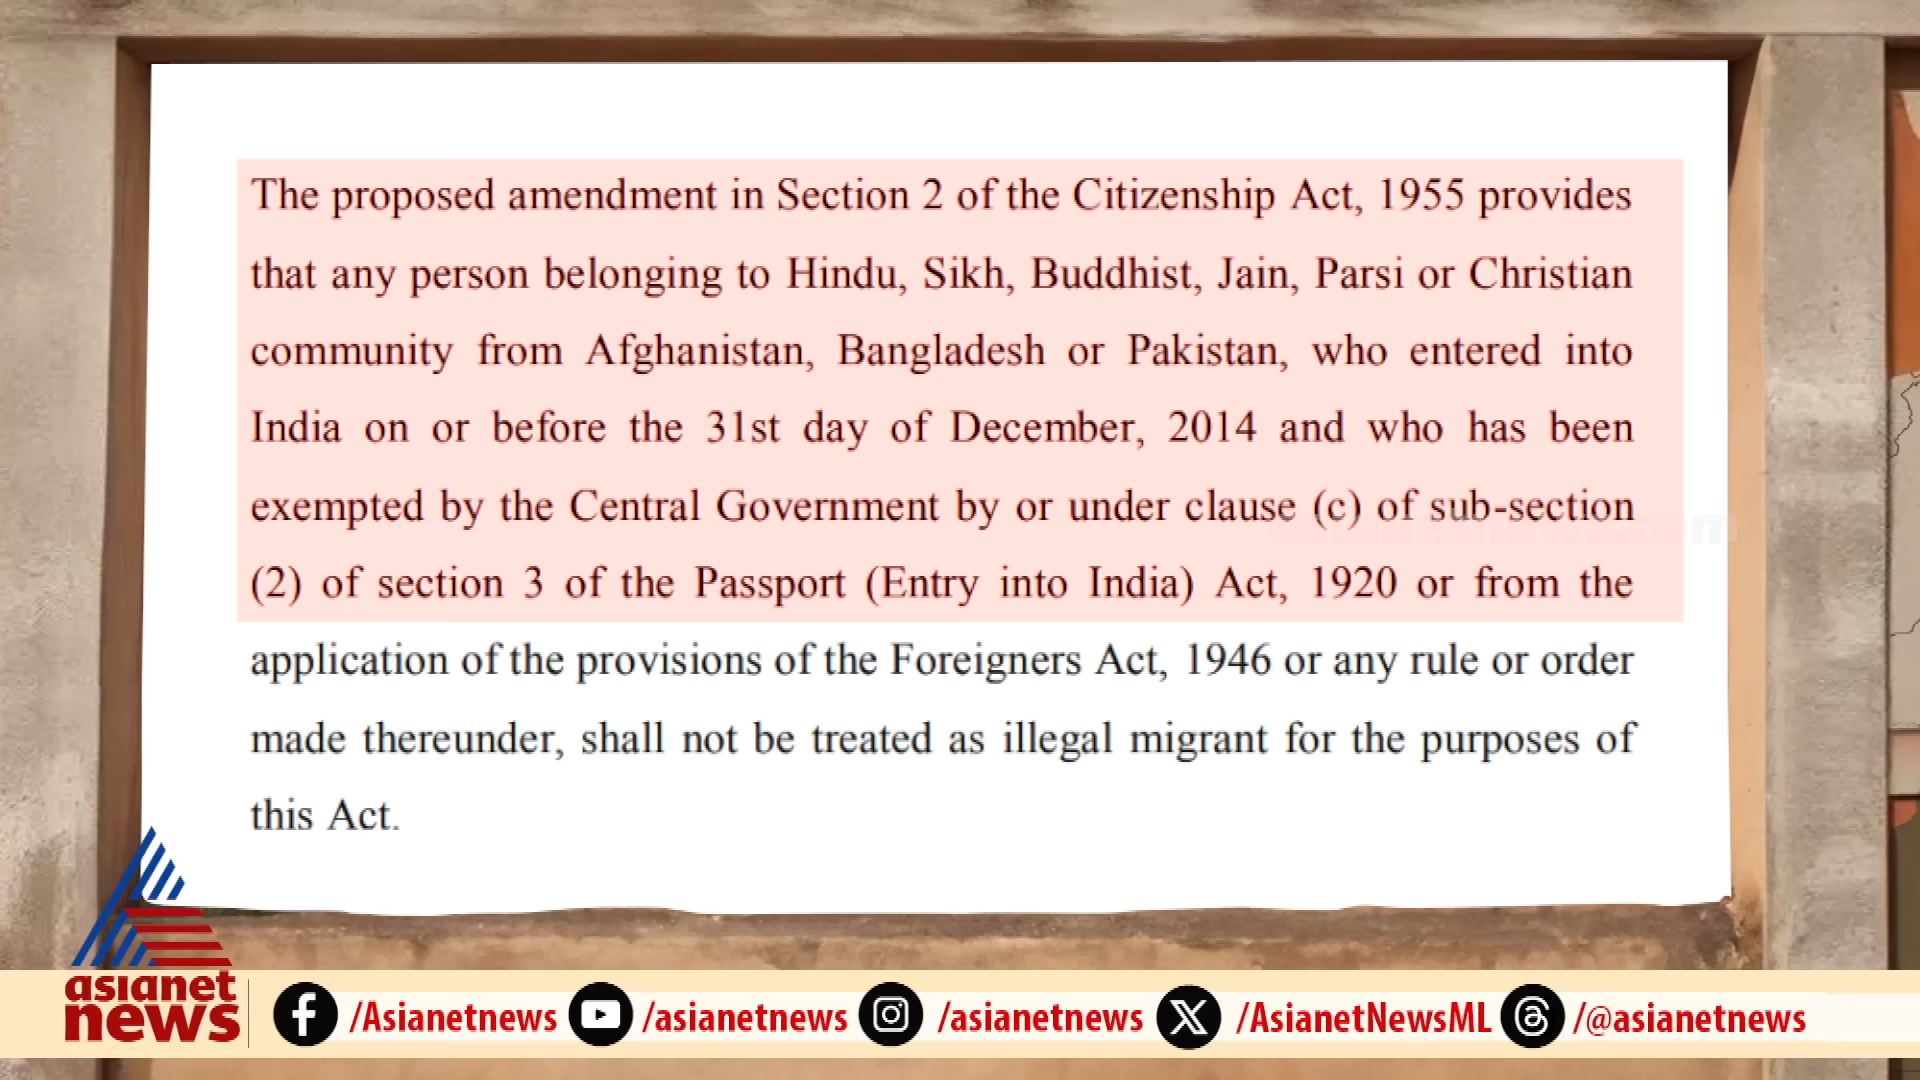 The proposed amendment in Section 2 of the Citizenship Act, 1955 provides
that any person belonging to Hindu, Sikh, Buddhist, Jain, Parsi or Christian
community from Afghanistan, Bangladesh or Pakistan, who entered into
India on or before the 31st day of December, 2014 and who has been
exempted by the Central Government by or under clause (c) of sub-section
(2) of section 3 of the Passport (Entry into India) Act, 1920 or from the
application of the provisions of the Foreigners Act, 1946 or any rule or order
made thereunder, shall not be treated as illegal migrant for the purposes of
this Act.
asianet
news
/Asianetnews /asianetnews /asianetnews /AsianetNewsML /@asianetnews